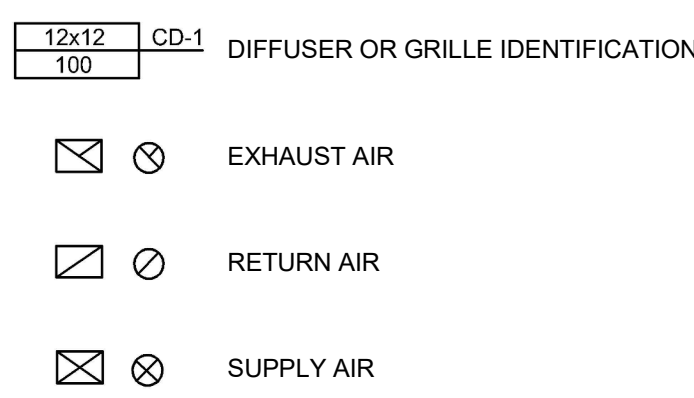 12x12 CD-1 DIFFUSER OR GRILLE IDENTIFICATION
100
EXHAUST AIR
RETURN AIR
SUPPLY AIR